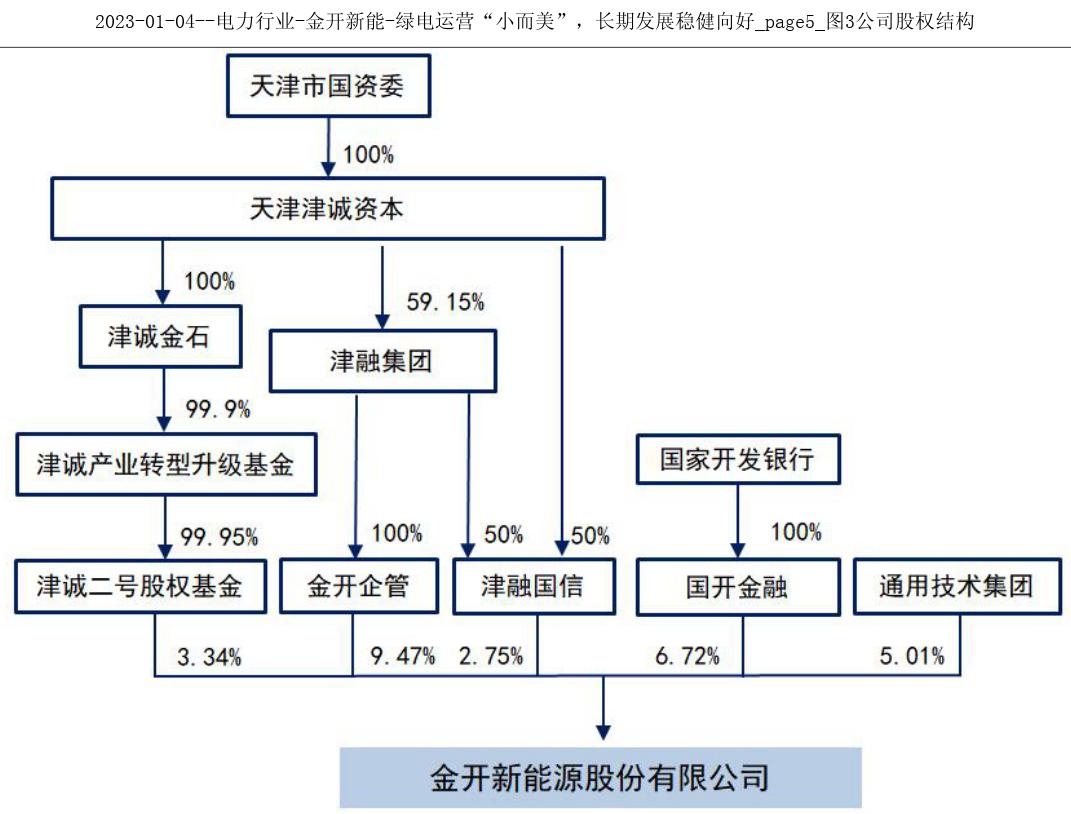 2023-01-04--电力行业-金开新能-绿电运营“小而美”，长期发展稳健向好_page5_图3公司股权结构
天津市国资委
100%
天津津诚资本
100%
59.15%
津诚金石
津融集团
99.9%
津诚产业转型升级基金
国家开发银行
99.95%
100%
50%
50%
100%
津诚二号股权基金
金开企管
津融国信
国开金融
通用技术集团
3.34%
9.47%
2.75%
6.72%
5.01%
金开新能源股份有限公司